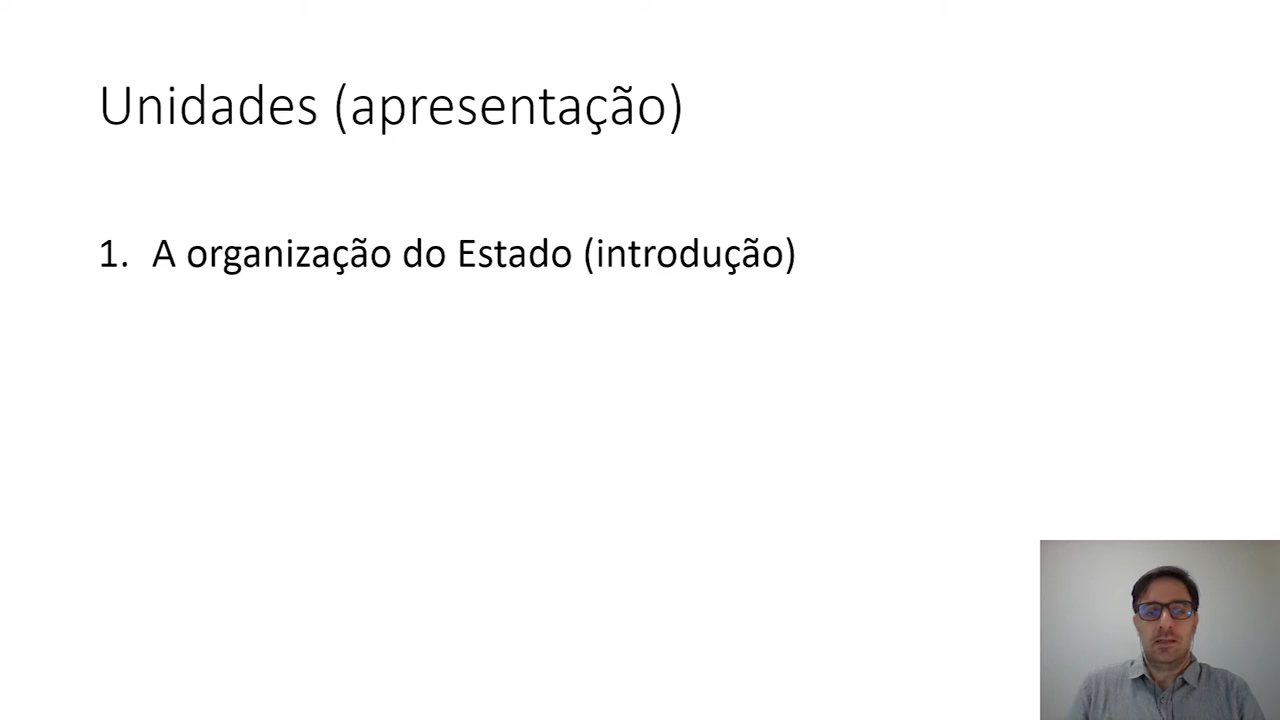 Unidades (apresentação)
1. A organização do Estado (introdução)